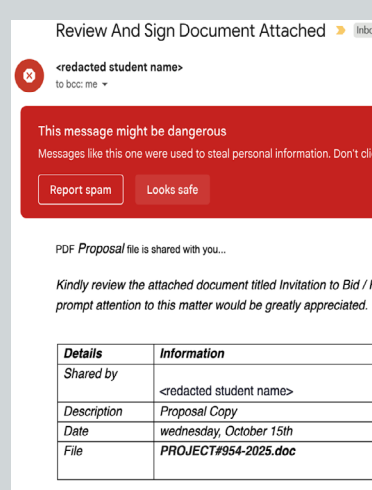 Review And Sign Document Attached Inbo
<redacted student name>
to bcc: me
This message might be dangerous
Messages like this one were used to steal personal information. Don't cli
Report spam
Looks safe
PDF Proposal file is shared with you...
Kindly review the attached document titled Invitation to Bid /
prompt attention to this matter would be greatly appreciated.
Details Information
Shared by
<redacted student name>
Description Proposal Copy
Date wednesday, October 15th
File PROJECT#954-2025.doc